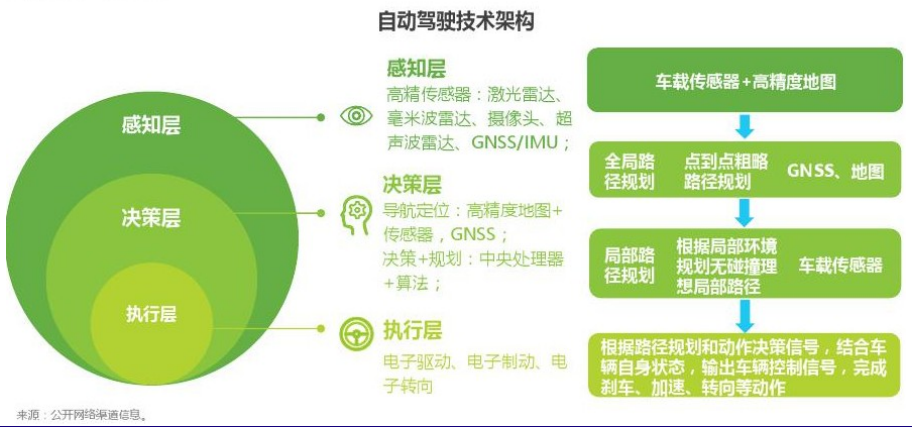 自动驾驶技术架构
感知层
决策层
执行层
感知层
高精传感器：激光雷达、
毫米波雷达、摄像头、超
声波雷达、GNSS/IMU；
决策层
导航定位：高精度地图+
传感器，GNSS；
决策+规划：中央处理器
+算法；
执行层
电子驱动、电子制动、电
子转向
车载传感器+高精度地图
全局路
径规划
点到点粗略
路径规划
GNSS、地图
局部路
径规划
根据局部环境
规划无碰撞理
想局部路径
车载传感器
根据路径规划和动作决策信号，结合车
辆自身状态，输出车辆控制信号，完成
刹车、加速、转向等动作
来源：公开网络渠道信息。